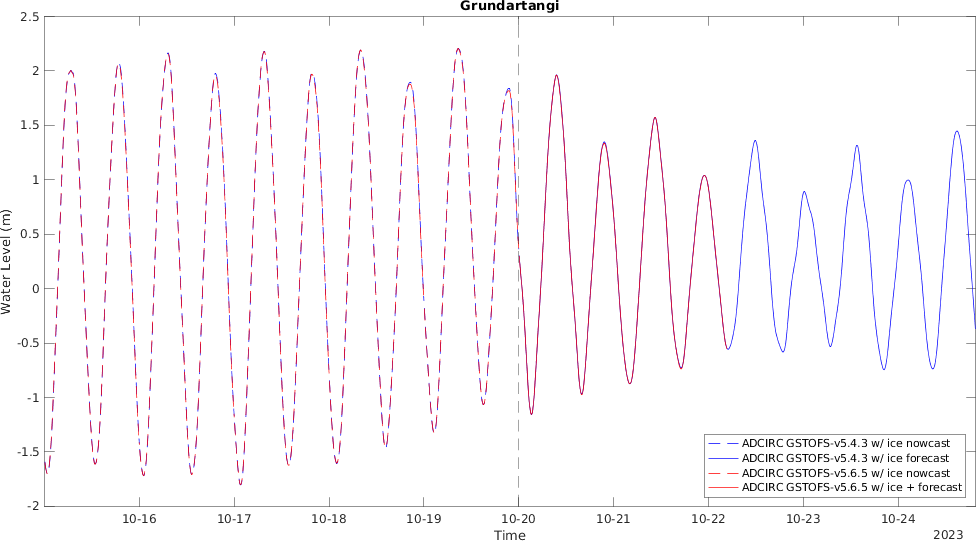 Grundartangi
2.5
2
1.5
1
0.5
0
-0.5
-1
-1.5
-2
Water Level (m)
10-16 10-17 10-18 10-19 10-20 10-21 10-22 10-23 10-24
Time
2023
ADCIRC GSTOFS-v5.4.3 w/ ice nowcast
ADCIRC GSTOFS-v5.4.3 w/ ice forecast
ADCIRC GSTOFS-v5.6.5 w/ ice nowcast
ADCIRC GSTOFS-v5.6.5 w/ ice + forecast